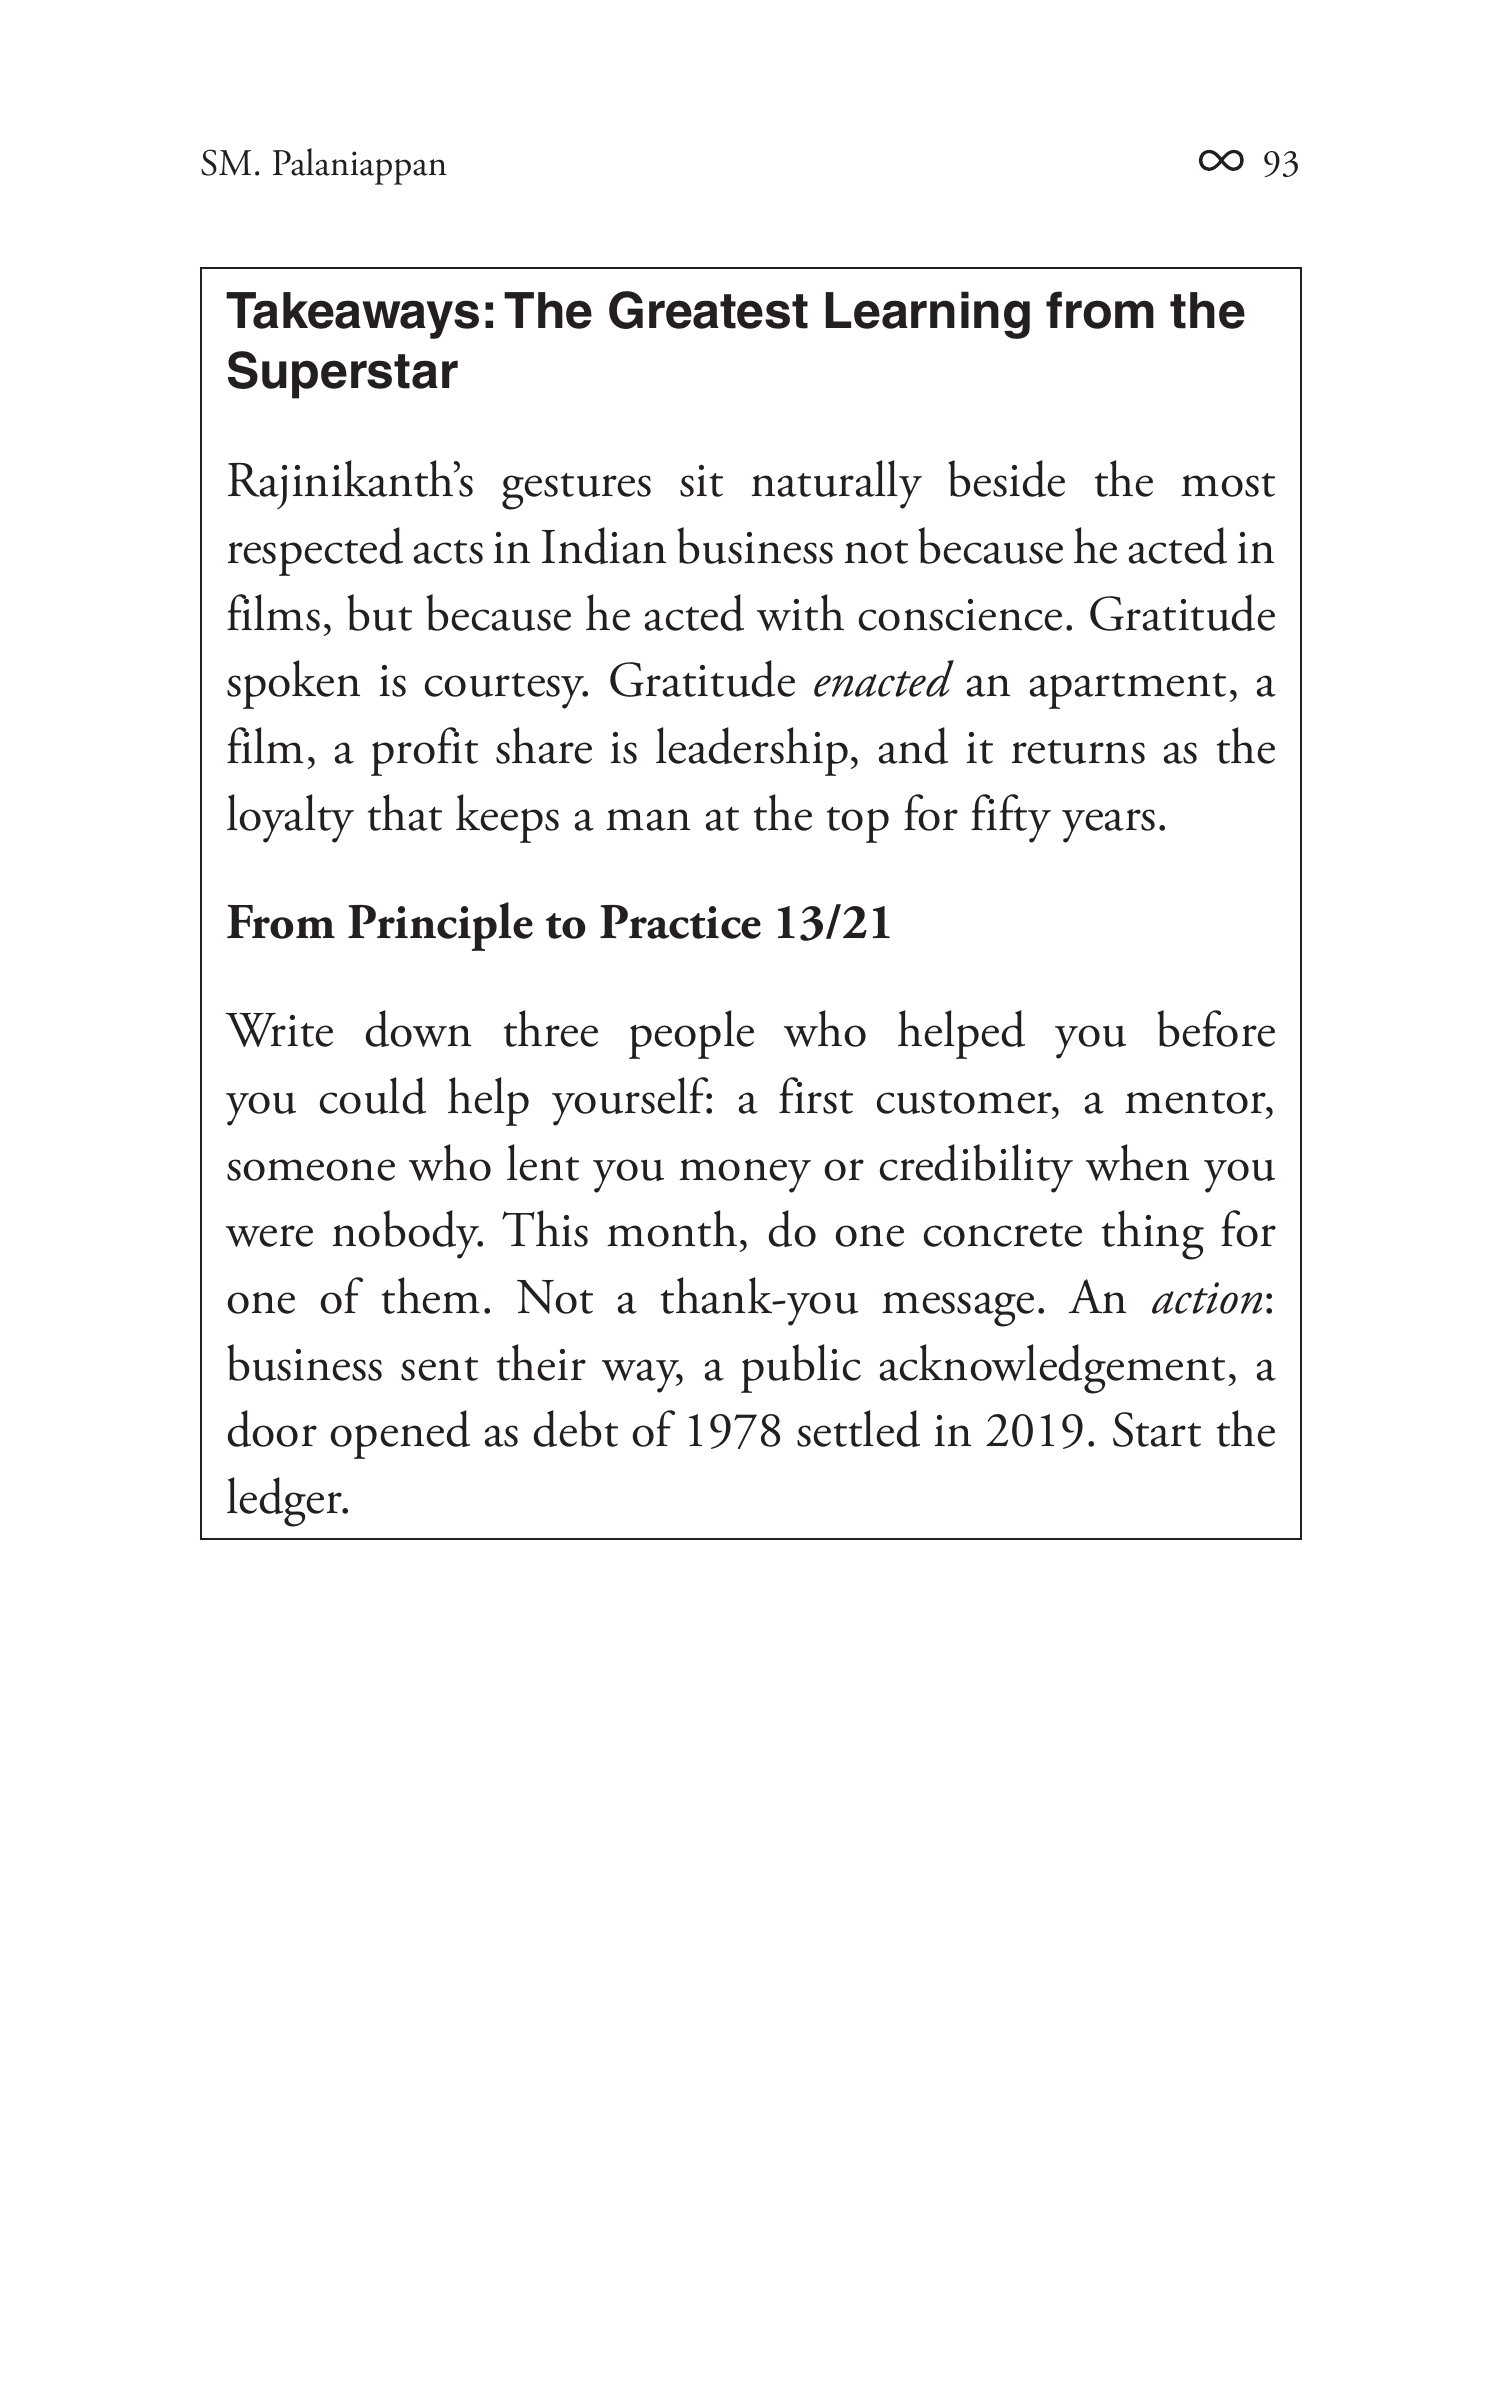 SM. Palaniappan ∞ 93
Takeaways: The Greatest Learning from the
Superstar
Rajinikanth’s gestures sit naturally beside the most
respected acts in Indian business not because he acted in
films, but because he acted with conscience. Gratitude
spoken is courtesy. Gratitude enacted an apartment, a
film, a profit share is leadership, and it returns as the
loyalty that keeps a man at the top for fifty years.
From Principle to Practice 13/21
Write down three people who helped you before
you could help yourself: a first customer, a mentor,
someone who lent you money or credibility when you
were nobody. This month, do one concrete thing for
one of them. Not a thank-you message. An action:
business sent their way, a public acknowledgement, a
door opened as debt of 1978 settled in 2019. Start the
ledger.